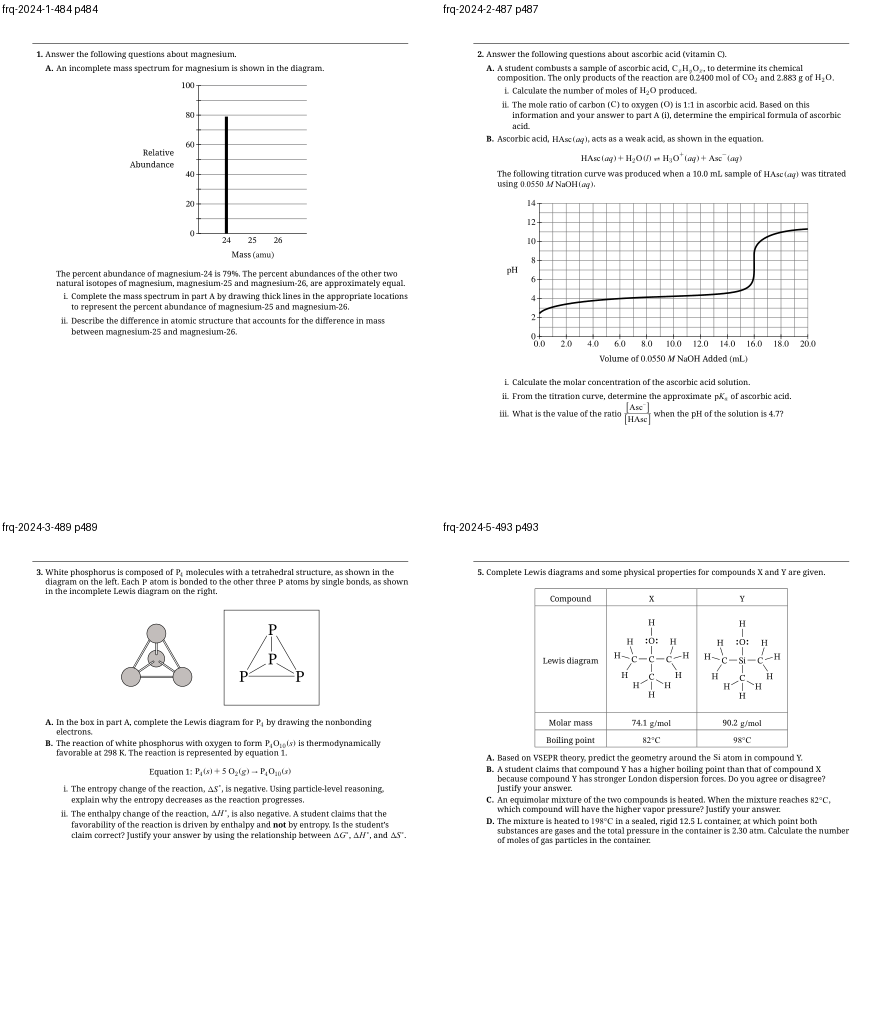 frq-2024-1-484 p484
1. Answer the following questions about magnesium.
A. An incomplete mass spectrum for magnesium is shown in the diagram.
100
80
60
40
20
0
Relative
Abundance
24 25 26
Mass (amu)
The percent abundance of magnesium-24 is 79%. The percent abundances of the other two
natural isotopes of magnesium, magnesium-25 and magnesium-26, are approximately equal.
i. Complete the mass spectrum in part A by drawing thick lines in the appropriate locations
to represent the percent abundance of magnesium-25 and magnesium-26.
ii. Describe the difference in atomic structure that accounts for the difference in mass
between magnesium-25 and magnesium-26.
frq-2024-2-487 p487
2. Answer the following questions about ascorbic acid (vitamin C).
A. A student combusts a sample of ascorbic acid, CₓHᵧO_z, to determine its chemical
composition. The only products of the reaction are 0.2400 mol of CO₂ and 2.883 g of H₂O.
i. Calculate the number of moles of H₂O produced.
ii. The mole ratio of carbon (C) to oxygen (O) is 1:1 in ascorbic acid. Based on this
information and your answer to part A (i), determine the empirical formula of ascorbic
acid.
B. Ascorbic acid, HAsc(aq), acts as a weak acid, as shown in the equation.
HAsc(aq) + H₂O(l) ⇌ H₃O⁺(aq) + Asc⁻(aq)
The following titration curve was produced when a 10.0 mL sample of HAsc(aq) was titrated
using 0.0550 M NaOH(aq).
14
12
10
8
6
4
2
0
pH
0.0 2.0 4.0 6.0 8.0 10.0 12.0 14.0 16.0 18.0 20.0
Volume of 0.0550 M NaOH Added (mL)
i. Calculate the molar concentration of the ascorbic acid solution.
ii. From the titration curve, determine the approximate pKₐ of ascorbic acid.
iii. What is the value of the ratio [Asc⁻]/[HAsc] when the pH of the solution is 4.7?
frq-2024-3-489 p489
3. White phosphorus is composed of P₄ molecules with a tetrahedral structure, as shown in the
diagram on the left. Each P atom is bonded to the other three P atoms by single bonds, as shown
in the incomplete Lewis diagram on the right.
P
P
P P
A. In the box in part A, complete the Lewis diagram for P₄ by drawing the nonbonding
electrons.
B. The reaction of white phosphorus with oxygen to form P₄O₁₀(s) is thermodynamically
favorable at 298 K. The reaction is represented by equation 1.
Equation 1: P₄(s) + 5 O₂(g) → P₄O₁₀(s)
i. The entropy change of the reaction, ΔS°, is negative. Using particle-level reasoning,
explain why the entropy decreases as the reaction progresses.
ii. The enthalpy change of the reaction, ΔH°, is also negative. A student claims that the
favorability of the reaction is driven by enthalpy and not by entropy. Is the student's
claim correct? Justify your answer by using the relationship between ΔG°, ΔH°, and ΔS°.
frq-2024-5-493 p493
5. Complete Lewis diagrams and some physical properties for compounds X and Y are given.
Compound X Y
Lewis diagram
H
H :O: H
H C C C H
H C H
H H
H
H
H :O: H
H C Si C H
H C H
H H
H
Molar mass 74.1 g/mol 90.2 g/mol
Boiling point 82°C 98°C
A. Based on VSEPR theory, predict the geometry around the Si atom in compound Y.
B. A student claims that compound Y has a higher boiling point than that of compound X
because compound Y has stronger London dispersion forces. Do you agree or disagree?
Justify your answer.
C. An equimolar mixture of the two compounds is heated. When the mixture reaches 82°C,
which compound will have the higher vapor pressure? Justify your answer.
D. The mixture is heated to 198°C in a sealed, rigid 12.5 L container, at which point both
substances are gases and the total pressure in the container is 2.30 atm. Calculate the number
of moles of gas particles in the container.